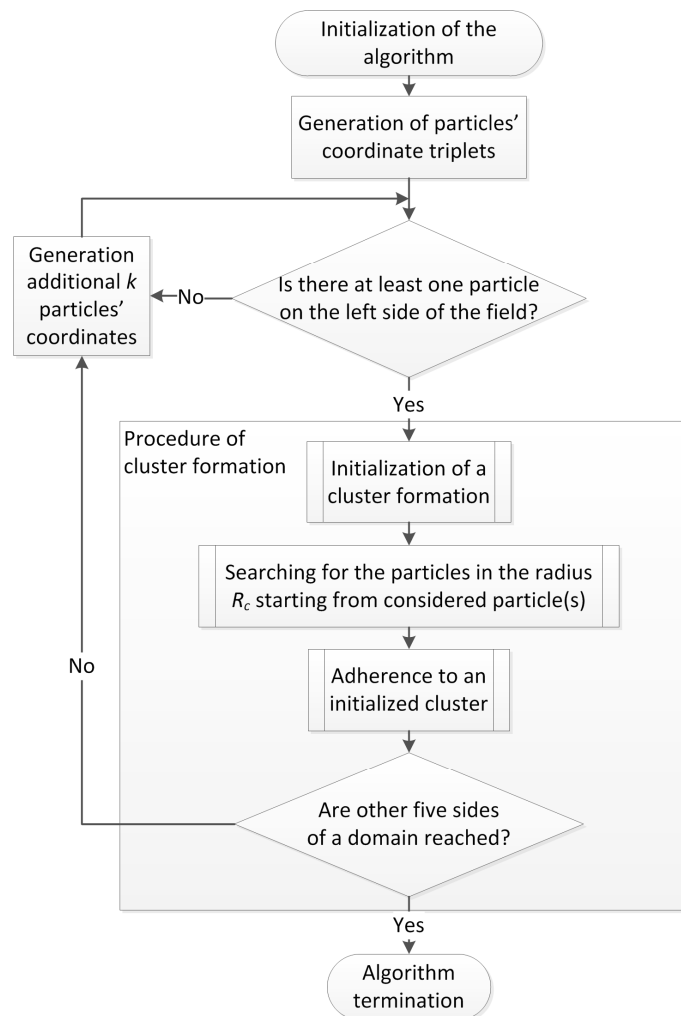 Initialization of the
algorithm
Generation of particles'
coordinate triplets
Generation
additional k
particles'
coordinates
No
Is there at least one particle
on the left side of the field?
Yes
Procedure of
cluster formation
Initialization of a
cluster formation
Searching for the particles in the radius
Rc starting from considered particle(s)
Adherence to an
initialized cluster
No
Are other five sides
of a domain reached?
Yes
Algorithm
termination